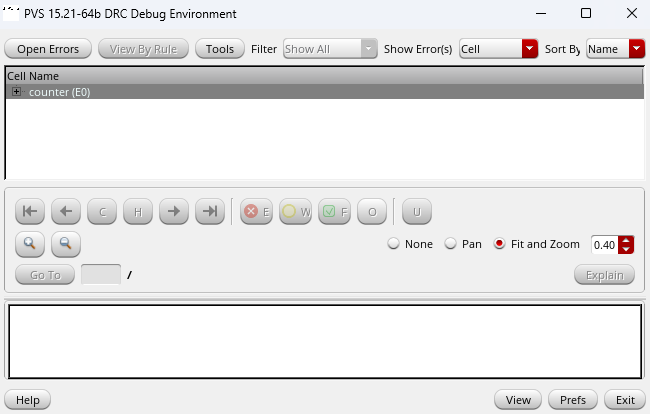 PVS 15.21-64b DRC Debug Environment
Open Errors View By Rule Tools Filter Show All Show Error(s) Cell Sort By Name
Cell Name
counter (E0)
C H E W F O U
None Pan Fit and Zoom 0.40
Go To / Explain
Help View Prefs Exit